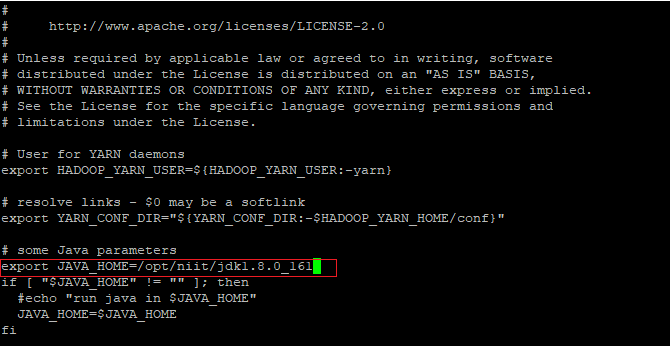 #
#     http://www.apache.org/licenses/LICENSE-2.0
#
# Unless required by applicable law or agreed to in writing, software
# distributed under the License is distributed on an "AS IS" BASIS,
# WITHOUT WARRANTIES OR CONDITIONS OF ANY KIND, either express or implied.
# See the License for the specific language governing permissions and
# limitations under the License.
# User for YARN daemons
export HADOOP_YARN_USER=${HADOOP_YARN_USER:-yarn}
# resolve links - $0 may be a softlink
export YARN_CONF_DIR="${YARN_CONF_DIR:-$HADOOP_YARN_HOME/conf}"
# some Java parameters
export JAVA_HOME=/opt/niit/jdk1.8.0_161
if [ "$JAVA_HOME" != "" ]; then
  #echo "run java in $JAVA_HOME"
  JAVA_HOME=$JAVA_HOME
fi